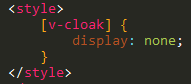 <style>
    [v-cloak] {
        display: none;
    }
</style>